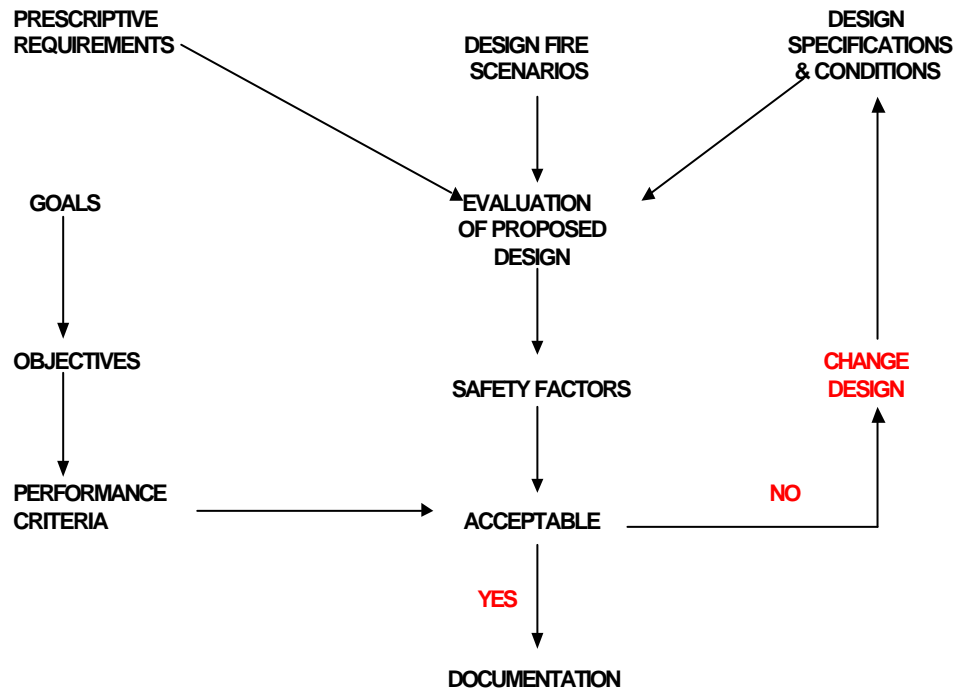 PRESCRIPTIVE
REQUIREMENTS
DESIGN FIRE
SCENARIOS
DESIGN
SPECIFICATIONS
& CONDITIONS
GOALS
EVALUATION
OF PROPOSED
DESIGN
OBJECTIVES
SAFETY FACTORS
CHANGE
DESIGN
PERFORMANCE
CRITERIA
ACCEPTABLE
NO
YES
DOCUMENTATION